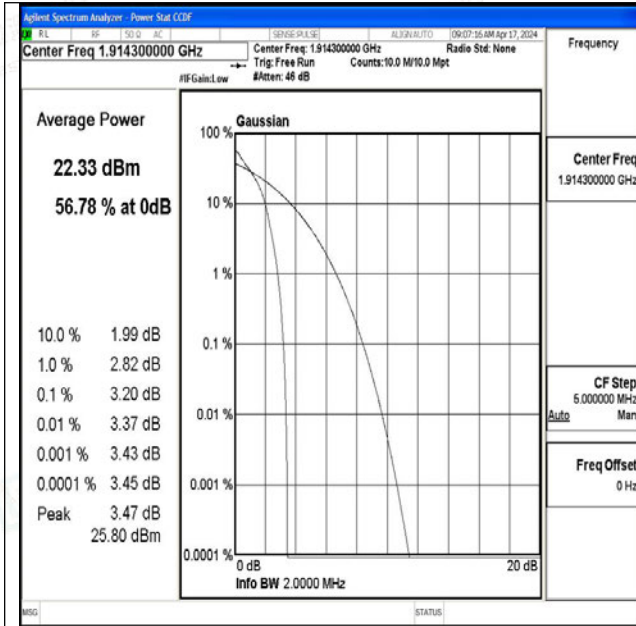 Agilent Spectrum Analyzer - Power Stat CCDF
RL RF 50 Ω AC SENSE:PULSE ALIGN AUTO 09:07:16 AM Apr 17, 2024
Center Freq 1.914300000 GHz
Center Freq: 1.914300000 GHz Radio Std: None
Trig: Free Run Counts:10.0 M/10.0 Mpt
#IFGain:Low #Atten: 46 dB
Frequency
Average Power
22.33 dBm
56.78 % at 0dB
10.0 % 1.99 dB
1.0 % 2.82 dB
0.1 % 3.20 dB
0.01 % 3.37 dB
0.001 % 3.43 dB
0.0001 % 3.45 dB
Peak 3.47 dB
25.80 dBm
Gaussian
100 %
10 %
1 %
0.1 %
0.01 %
0.001 %
0.0001 %
0 dB 20 dB
Info BW 2.0000 MHz
Center Freq
1.914300000 GHz
CF Step
5.000000 MHz
Auto Man
Freq Offset
0 Hz
MSG STATUS